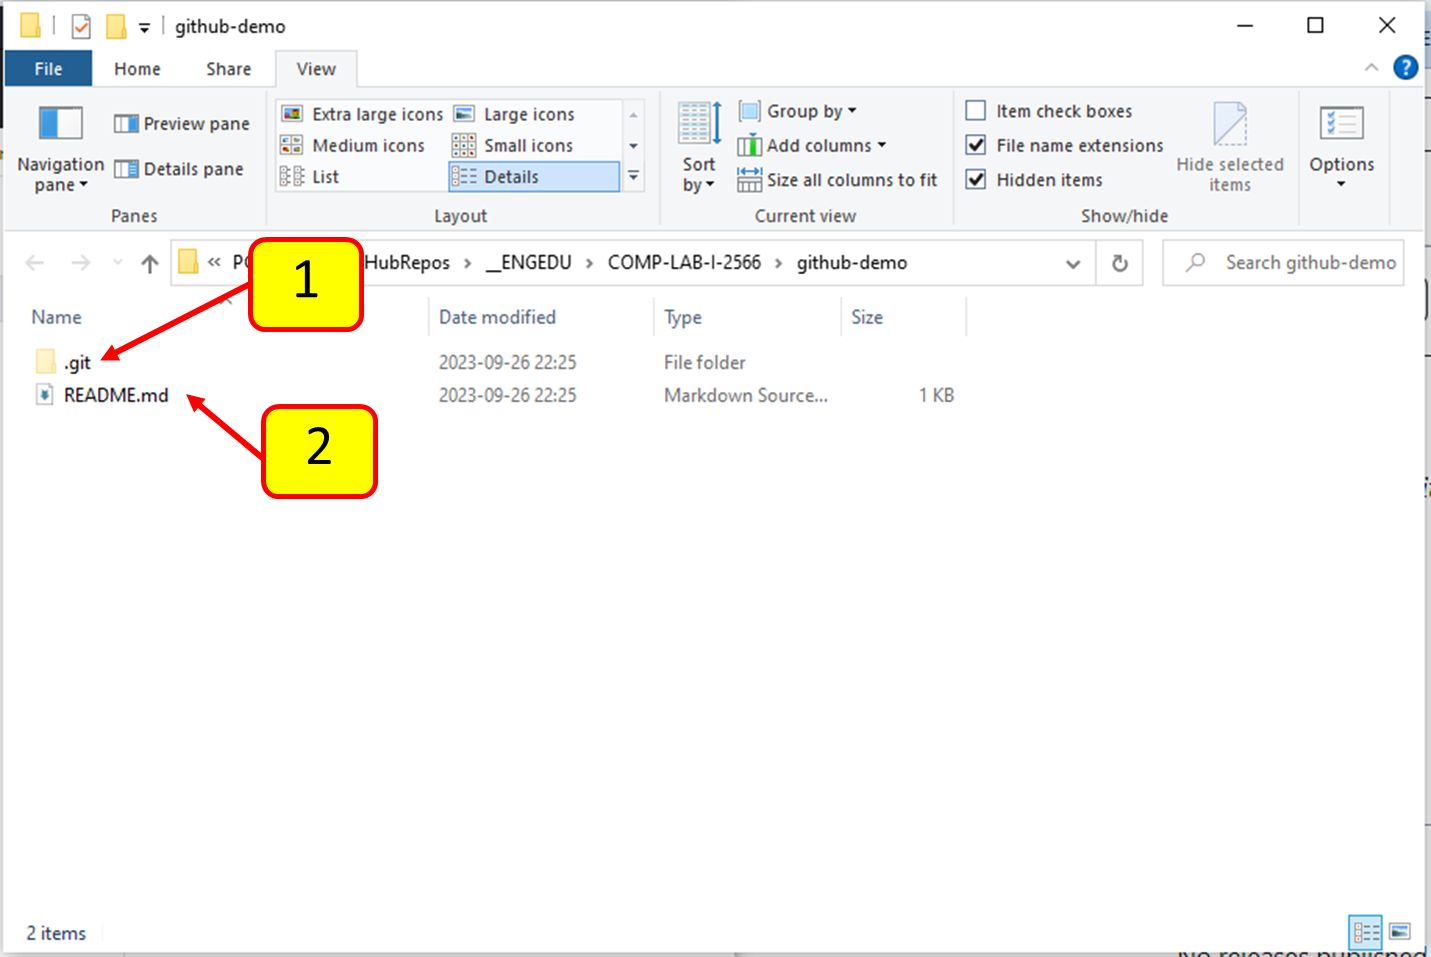 github-demo
File Home Share View
Extra large icons Large icons
Medium icons Small icons
List Details
Preview pane
Details pane
Navigation
pane
Sort
by
Group by
Add columns
Size all columns to fit
Item check boxes
File name extensions
Hidden items
Hide selected
items
Options
Panes Layout Current view Show/hide
« HubRepos › __ENGEDU › COMP-LAB-I-2566 › github-demo
Search github-demo
1
Name Date modified Type Size
.git 2023-09-26 22:25 File folder
README.md 2023-09-26 22:25 Markdown Source... 1 KB
2
2 items